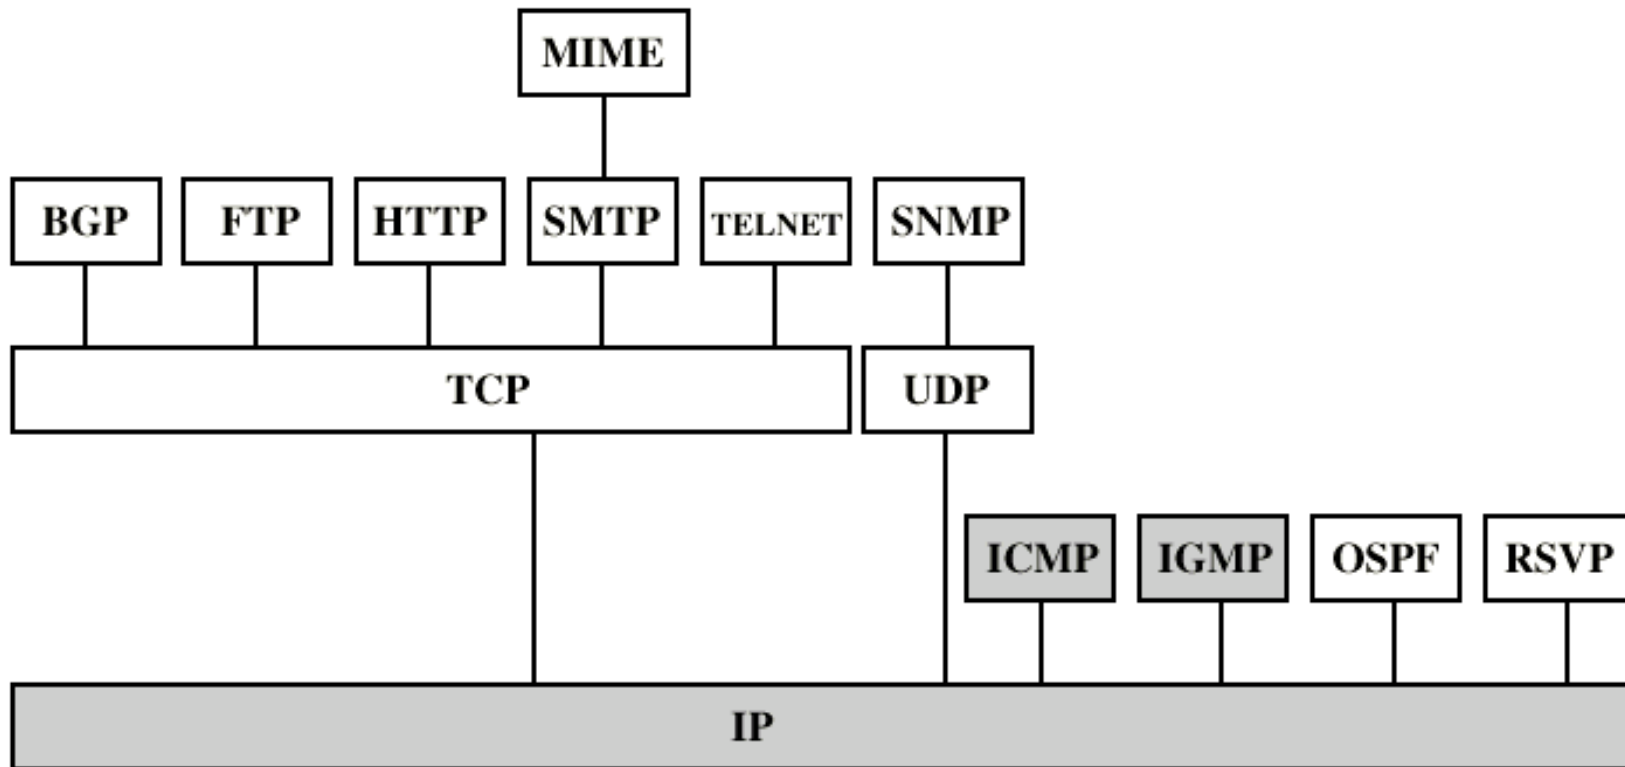 MIME
BGP FTP HTTP SMTP TELNET SNMP
TCP UDP
ICMP IGMP OSPF RSVP
IP